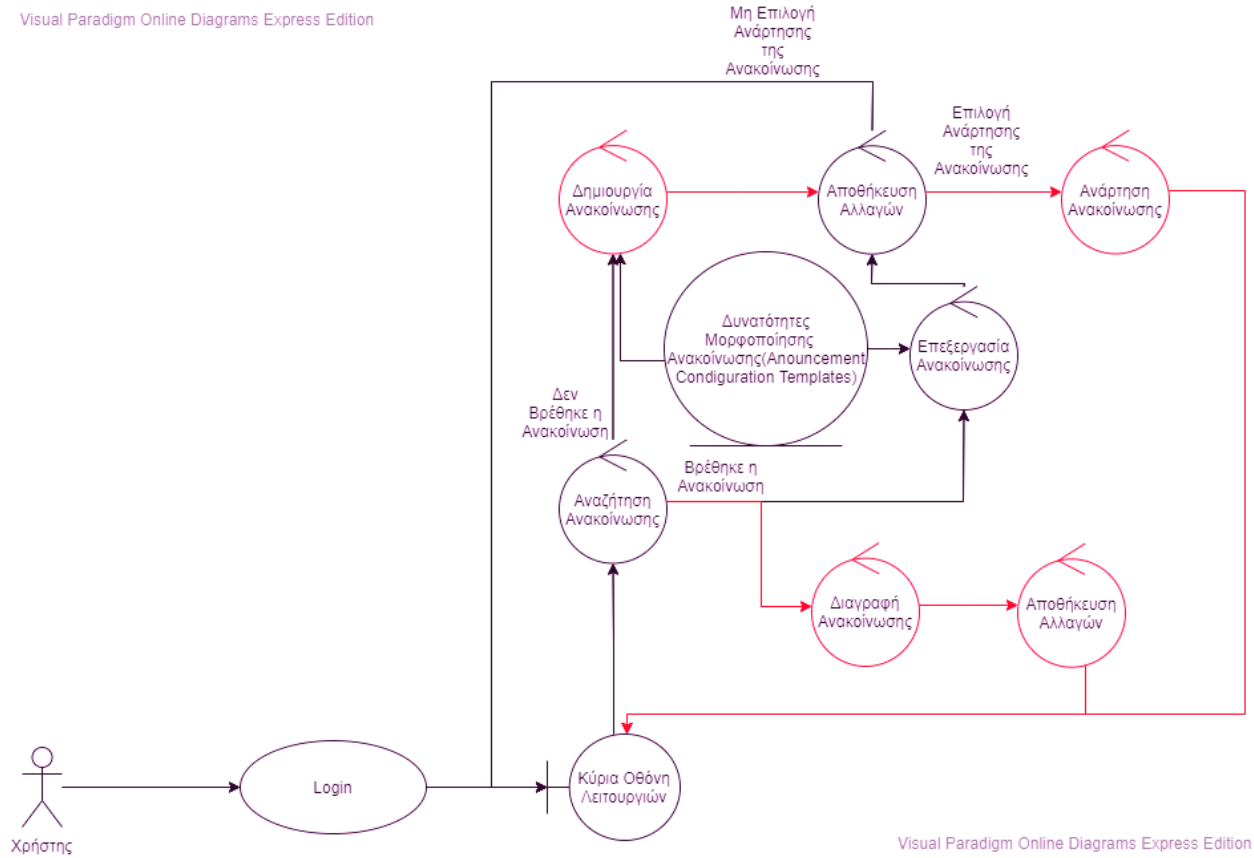 Visual Paradigm Online Diagrams Express Edition
Μη Επιλογή
Ανάρτησης
της
Ανακοίνωσης
Επιλογή
Ανάρτησης
της
Ανακοίνωσης
Δημιουργία
Ανακοίνωσης
Αποθήκευση
Αλλαγών
Ανάρτηση
Ανακοίνωσης
Δυνατότητες
Μορφοποίησης
Ανακοίνωσης(Anouncement
Condiguration Templates)
Επεξεργασία
Ανακοίνωσης
Δεν
Βρέθηκε η
Ανακοίνωση
Βρέθηκε η
Ανακοίνωση
Αναζήτηση
Ανακοίνωσης
Διαγραφή
Ανακοίνωσης
Αποθήκευση
Αλλαγών
Login
Κύρια Οθόνη
Λειτουργιών
Χρήστης
Visual Paradigm Online Diagrams Express Edition